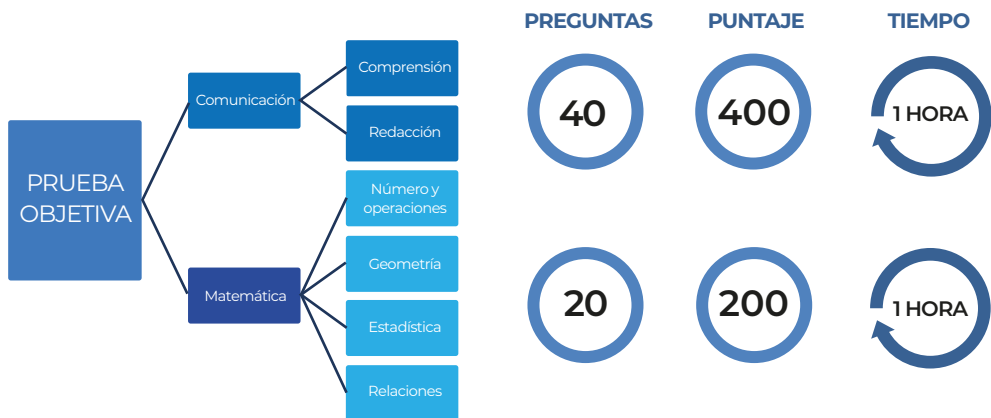 PREGUNTAS
PUNTAJE
TIEMPO
PRUEBA
OBJETIVA
Comunicación
Comprensión
Redacción
40
400
1 HORA
Matemática
Número y
operaciones
Geometría
Estadística
Relaciones
20
200
1 HORA